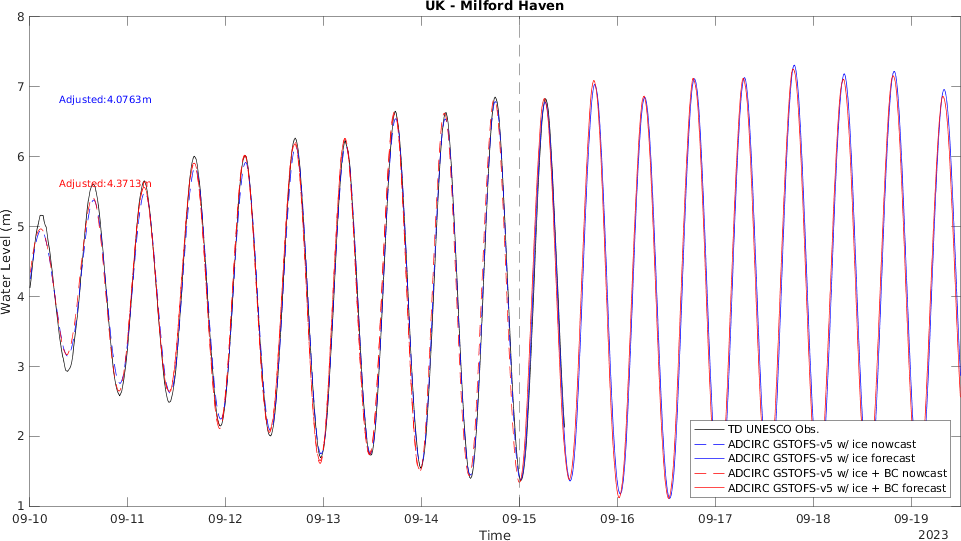 UK - Milford Haven
8
7
6
5
4
3
2
1
Water Level (m)
Adjusted:4.0763m
Adjusted:4.3713m
TD UNESCO Obs.
ADCIRC GSTOFS-v5 w/ ice nowcast
ADCIRC GSTOFS-v5 w/ ice forecast
ADCIRC GSTOFS-v5 w/ ice + BC nowcast
ADCIRC GSTOFS-v5 w/ ice + BC forecast
09-10 09-11 09-12 09-13 09-14 09-15 09-16 09-17 09-18 09-19
Time
2023